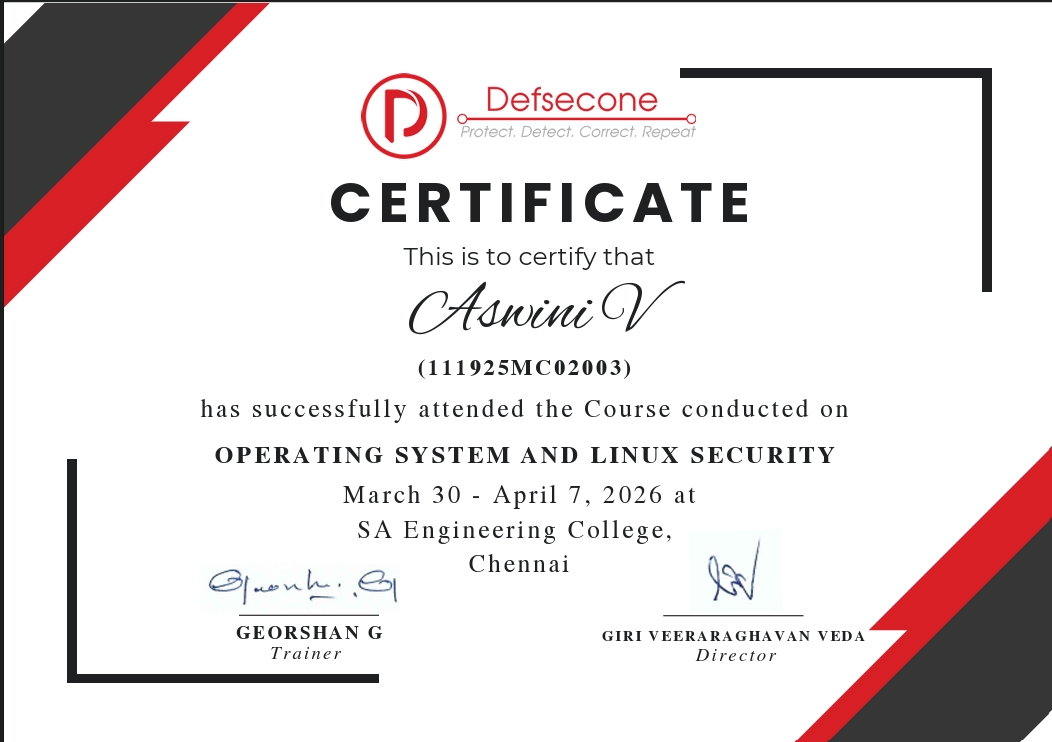 Defsecone
Protect. Detect. Correct. Repeat
CERTIFICATE
This is to certify that
Aswini V
(111925MC02003)
has successfully attended the Course conducted on
OPERATING SYSTEM AND LINUX SECURITY
March 30 - April 7, 2026 at
SA Engineering College,
Chennai
GEORSHAN G
Trainer
GIRI VEERARAGHAVAN VEDA
Director